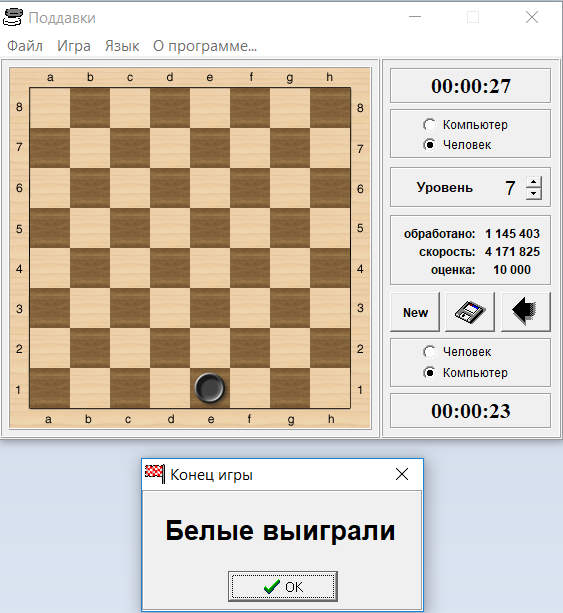 Поддавки
Файл Игра Язык О программе...
a b c d e f g h
8 8
7 7
6 6
5 5
4 4
3 3
2 2
1 1
a b c d e f g h
00:00:27
Компьютер
Человек
Уровень 7
обработано: 1 145 403
скорость: 4 171 825
оценка: 10 000
New
Человек
Компьютер
00:00:23
Конец игры
Белые выиграли
OK